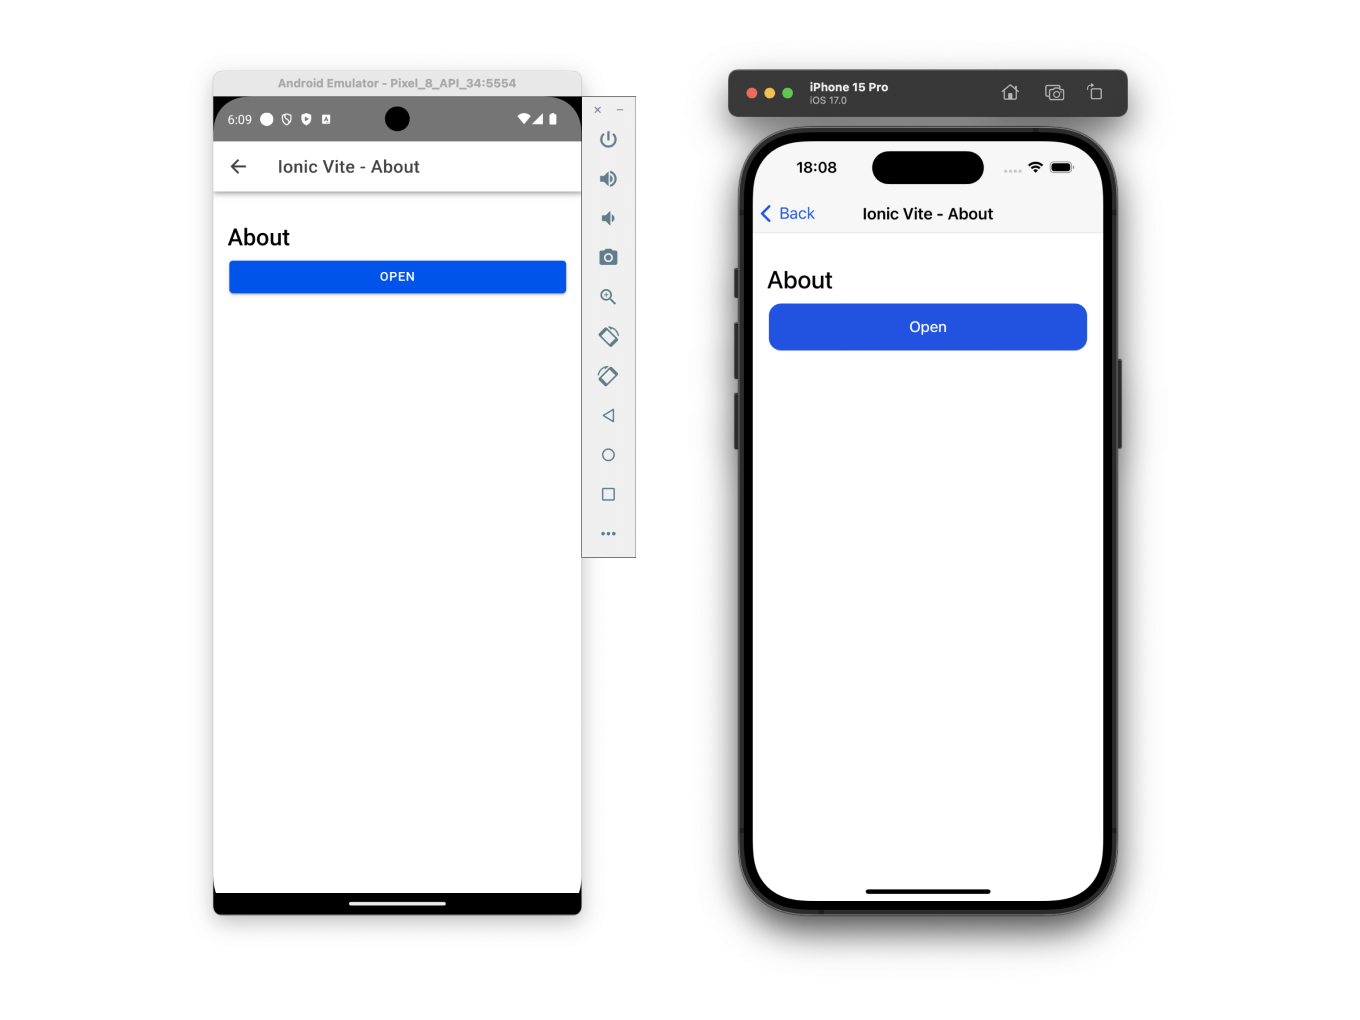 Android Emulator - Pixel_8_API_34:5554
6:09
Ionic Vite - About
About
OPEN
iPhone 15 Pro
iOS 17.0
18:08
Back
Ionic Vite - About
About
Open